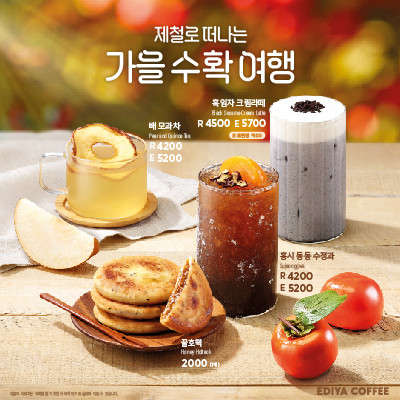 제철로 떠나는
가을 수확 여행
흑임자 크림라떼
Black Sesame Cream Latte
R 4500 E 5700
배 모과차
Pear and Quince Tea
R 4200
E 5200
홍시 동동 수정과
Sujeonggwa
R 4200
E 5200
꿀호떡
Honey Hotteok
2000 (1개)
EDIYA COFFEE